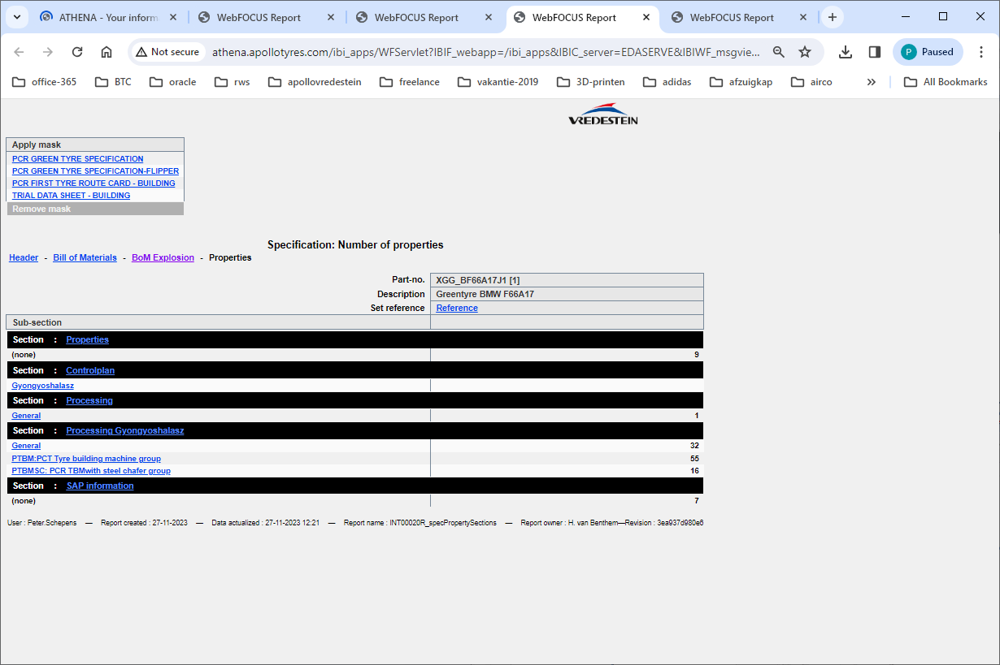 ATHENA - Your inform
WebFOCUS Report
WebFOCUS Report
WebFOCUS Report
WebFOCUS Report
Not secure
athena.apollotyres.com/ibi_apps/WFServlet?IBIF_webapp=/ibi_apps&IBIC_server=EDASERVE&IBIWF_msgvie...
P Paused
office-365
BTC
oracle
rws
apollovredestein
freelance
vakantie-2019
3D-printen
adidas
afzuigkap
airco
All Bookmarks
VREDESTEIN
Apply mask
PCR GREEN TYRE SPECIFICATION
PCR GREEN TYRE SPECIFICATION-FLIPPER
PCR FIRST TYRE ROUTE CARD - BUILDING
TRIAL DATA SHEET - BUILDING
Remove mask
Specification: Number of properties
Header - Bill of Materials - BoM Explosion - Properties
Part-no. XGG_BF66A17J1 [1]
Description Greentyre BMW F66A17
Set reference Reference
Sub-section
Section : Properties
(none) 9
Section : Controlplan
Gyongyoshalasz
Section : Processing
General 1
Section : Processing Gyongyoshalasz
General 32
PTBM:PCT Tyre building machine group 55
PTBMSC: PCR TBMwith steel chafer group 16
Section : SAP information
(none) 7
User : Peter.Schepens — Report created : 27-11-2023 — Data actualized : 27-11-2023 12:21 — Report name : INT00020R_specPropertySections — Report owner : H. van Benthem—Revision : 3ea937d980e6